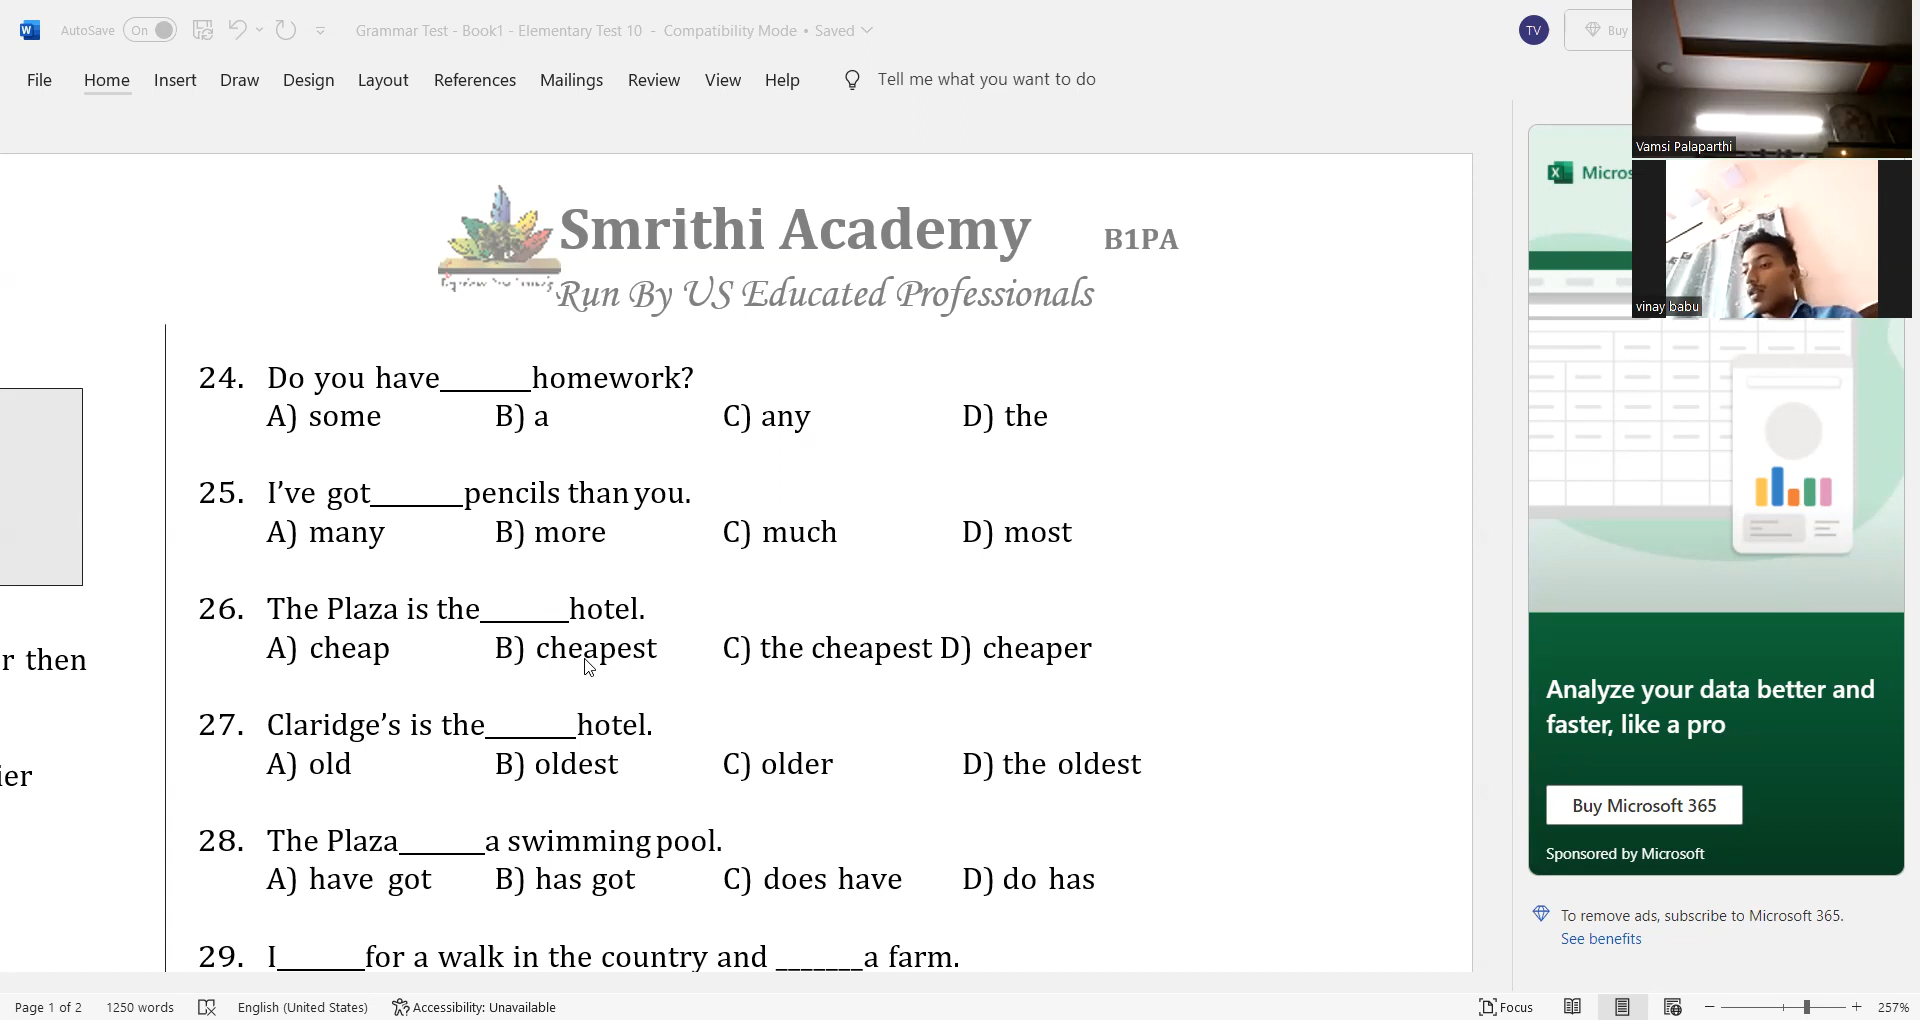 AutoSave On Grammar Test - Book1 - Elementary Test 10 - Compatibility Mode • Saved TV Buy
File Home Insert Draw Design Layout References Mailings Review View Help Tell me what you want to do
Vamsi Palaparthi
vinay babu
Smrithi Academy B1PA
Run By US Educated Professionals
24. Do you have______homework?
A) some B) a C) any D) the
25. I’ve got______pencils than you.
A) many B) more C) much D) most
26. The Plaza is the______hotel.
A) cheap B) cheapest C) the cheapest D) cheaper
27. Claridge’s is the______hotel.
A) old B) oldest C) older D) the oldest
28. The Plaza______a swimming pool.
A) have got B) has got C) does have D) do has
29. I______for a walk in the country and ______a farm.
r then
ier
Micros
Analyze your data better and
faster, like a pro
Buy Microsoft 365
Sponsored by Microsoft
To remove ads, subscribe to Microsoft 365.
See benefits
Page 1 of 2 1250 words English (United States) Accessibility: Unavailable Focus 257%